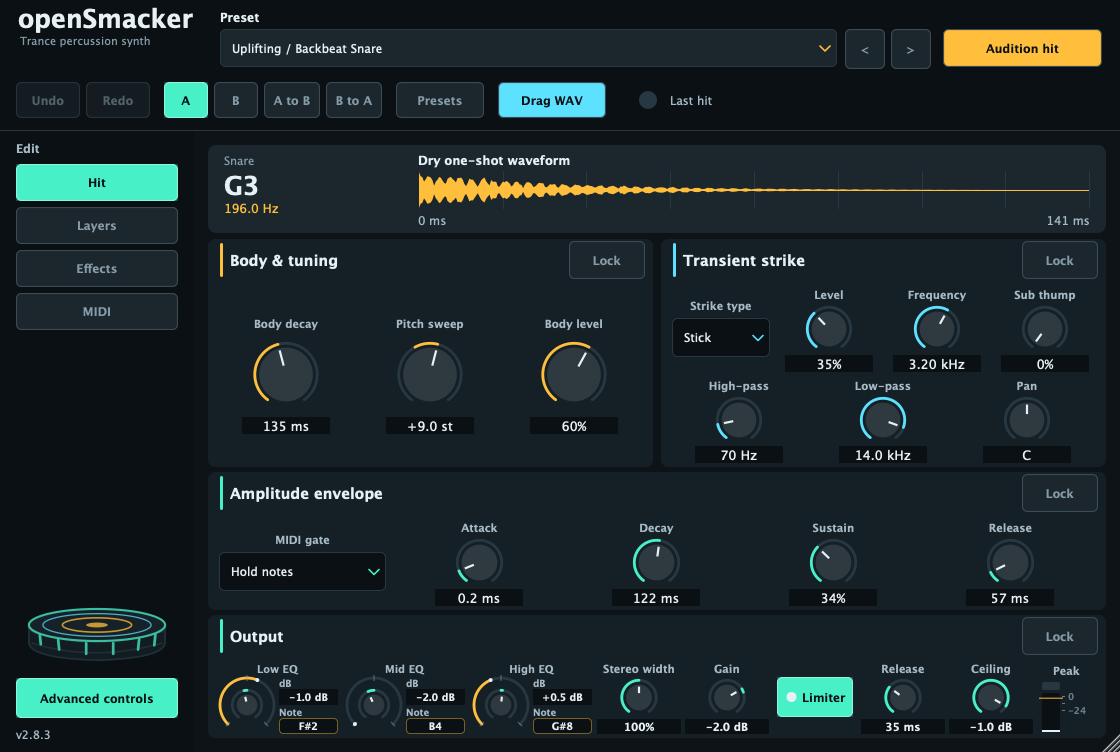 openSmacker
Trance percussion synth
Preset
Uplifting / Backbeat Snare
<
>
Audition hit
Undo
Redo
A
B
A to B
B to A
Presets
Drag WAV
Last hit
Edit
Hit
Layers
Effects
MIDI
Snare
G3
196.0 Hz
Dry one-shot waveform
0 ms
141 ms
Body & tuning
Lock
Body decay
Pitch sweep
Body level
135 ms
+9.0 st
60%
Transient strike
Lock
Strike type
Stick
Level
Frequency
Sub thump
35%
3.20 kHz
0%
High-pass
Low-pass
Pan
70 Hz
14.0 kHz
C
Amplitude envelope
Lock
MIDI gate
Hold notes
Attack
Decay
Sustain
Release
0.2 ms
122 ms
34%
57 ms
Output
Lock
Low EQ
dB
-1.0 dB
Note
F#2
Mid EQ
dB
-2.0 dB
Note
B4
High EQ
dB
+0.5 dB
Note
G#8
Stereo width
100%
Gain
-2.0 dB
Limiter
Release
35 ms
Ceiling
-1.0 dB
Peak
0
-24
Advanced controls
v2.8.3